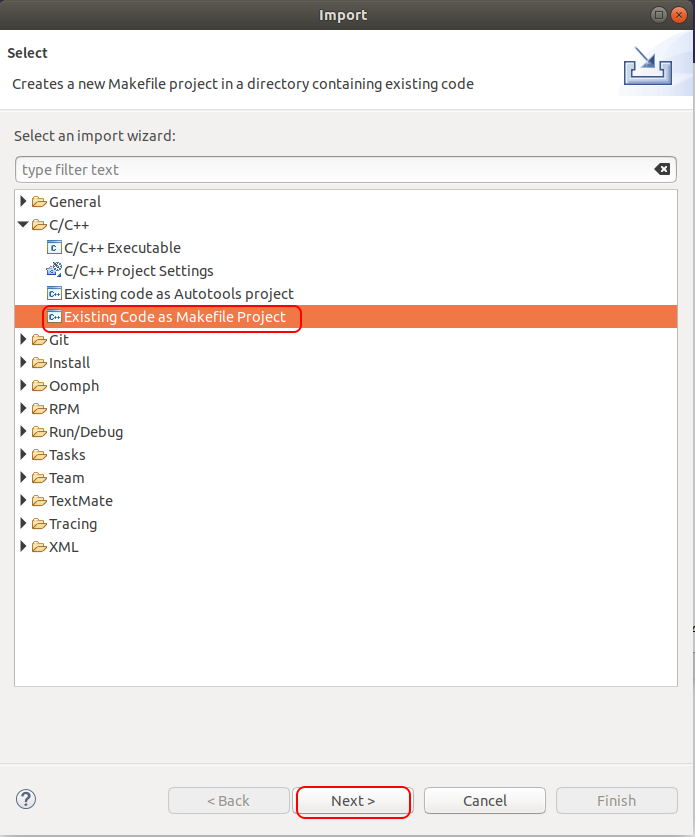 Import
Select
Creates a new Makefile project in a directory containing existing code
Select an import wizard:
type filter text
General
C/C++
C/C++ Executable
C/C++ Project Settings
Existing code as Autotools project
Existing Code as Makefile Project
Git
Install
Oomph
RPM
Run/Debug
Tasks
Team
TextMate
Tracing
XML
< Back Next > Cancel Finish